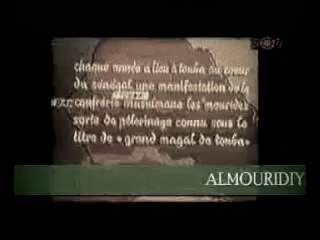 chaque année a lieu à touba au cœur
du sénégal une manifestation de la
confrérie musulmane les mourides
sorte de pèlerinage connu sous le
titre de « grand magal de touba »
ALMOURIDIY